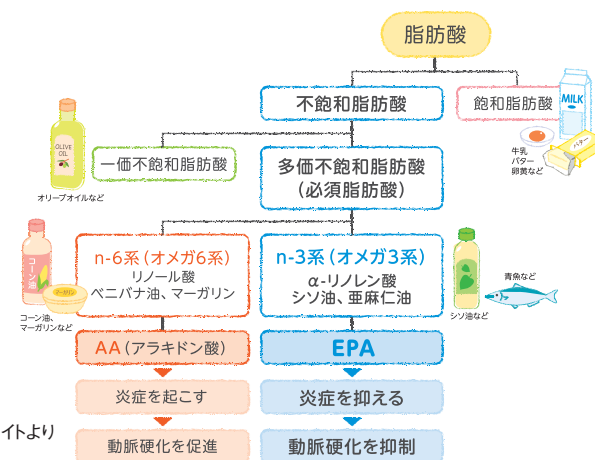 脂肪酸
不飽和脂肪酸
飽和脂肪酸
MILK
バター
牛乳
バター
卵黄など
OLIVE
OIL
オリーブオイルなど
一価不飽和脂肪酸
多価不飽和脂肪酸
(必須脂肪酸)
コーン油
マーガリン
コーン油、
マーガリンなど
n-6系(オメガ6系)
リノール酸
ベニバナ油、マーガリン
n-3系(オメガ3系)
α-リノレン酸
シソ油、亜麻仁油
シソ油など
青魚など
AA(アラキドン酸)
EPA
炎症を起こす
炎症を抑える
イトより
動脈硬化を促進
動脈硬化を抑制